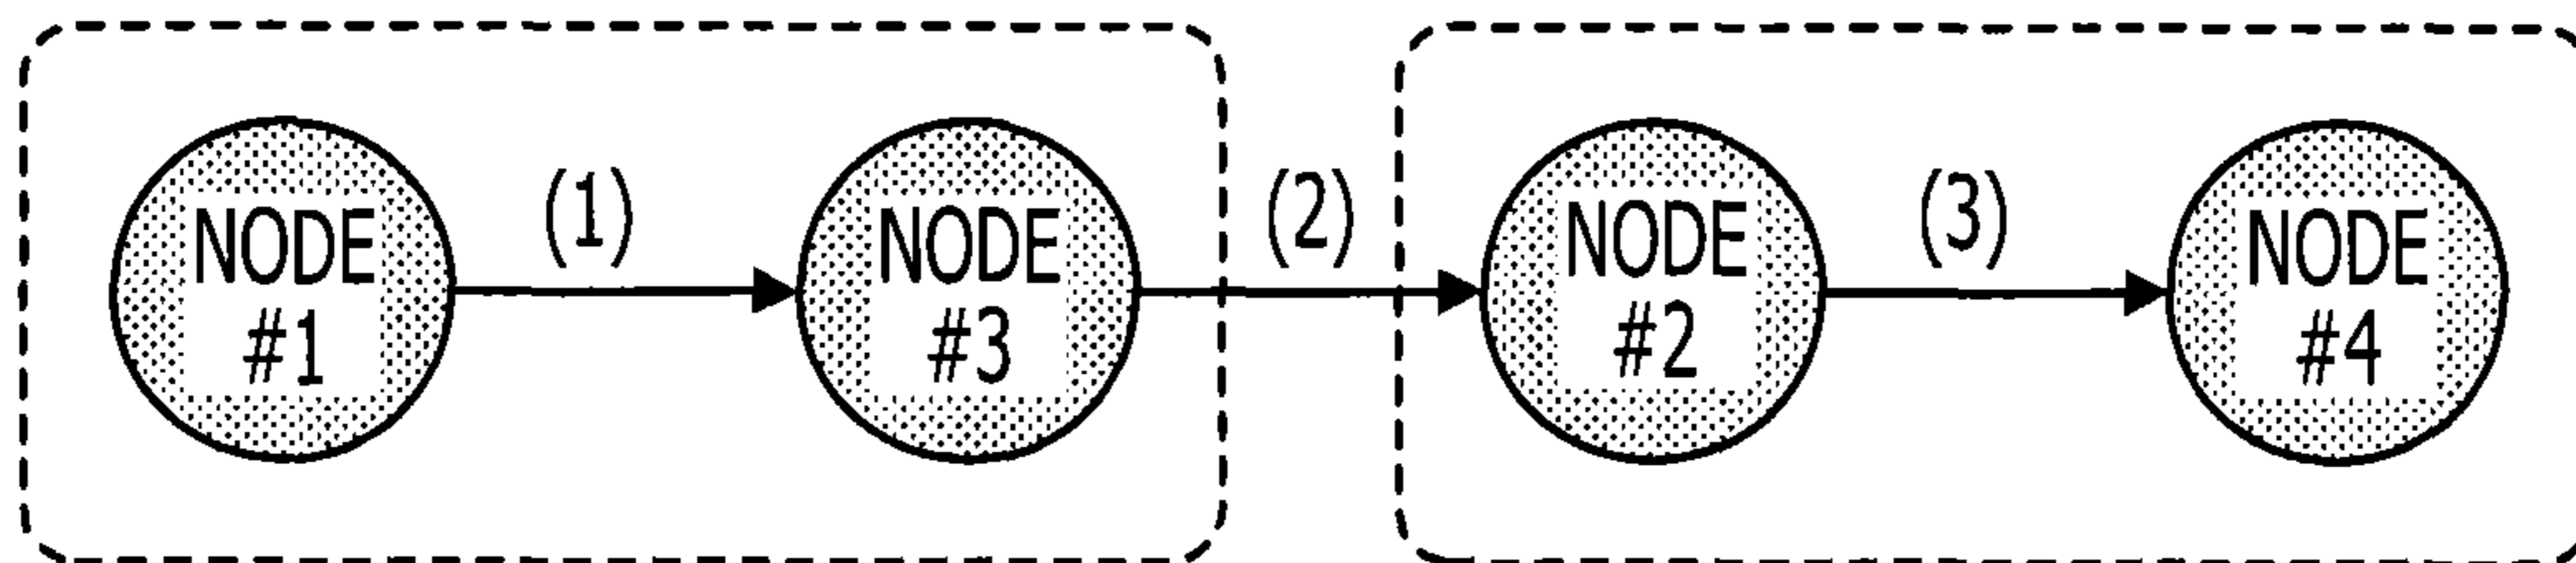 NODE
#1
(1)
NODE
#3
(2)
NODE
#2
(3)
NODE
#4